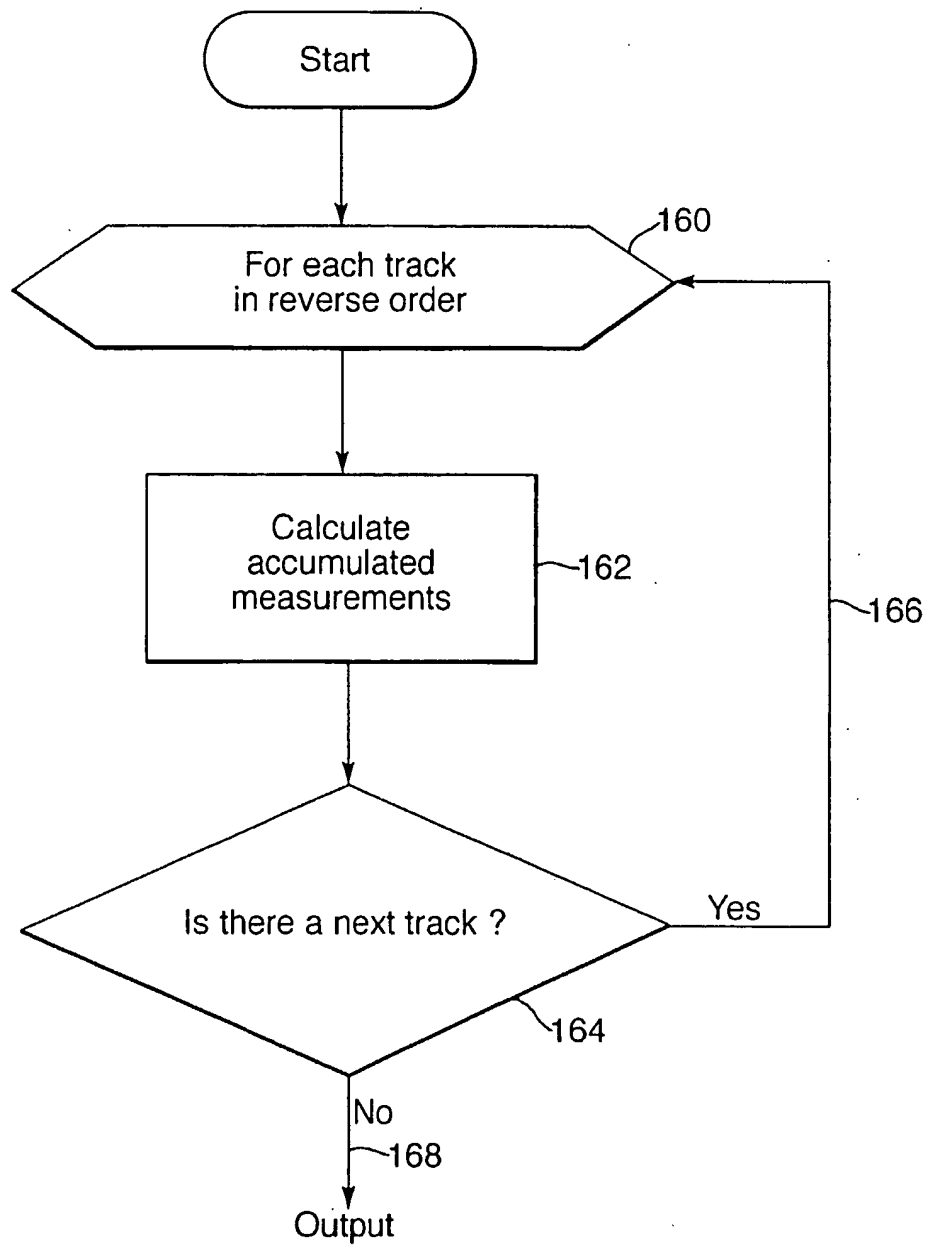 Start
160
For each track
in reverse order
Calculate
accumulated
measurements
162
166
Is there a next track ?
Yes
164
No
168
Output